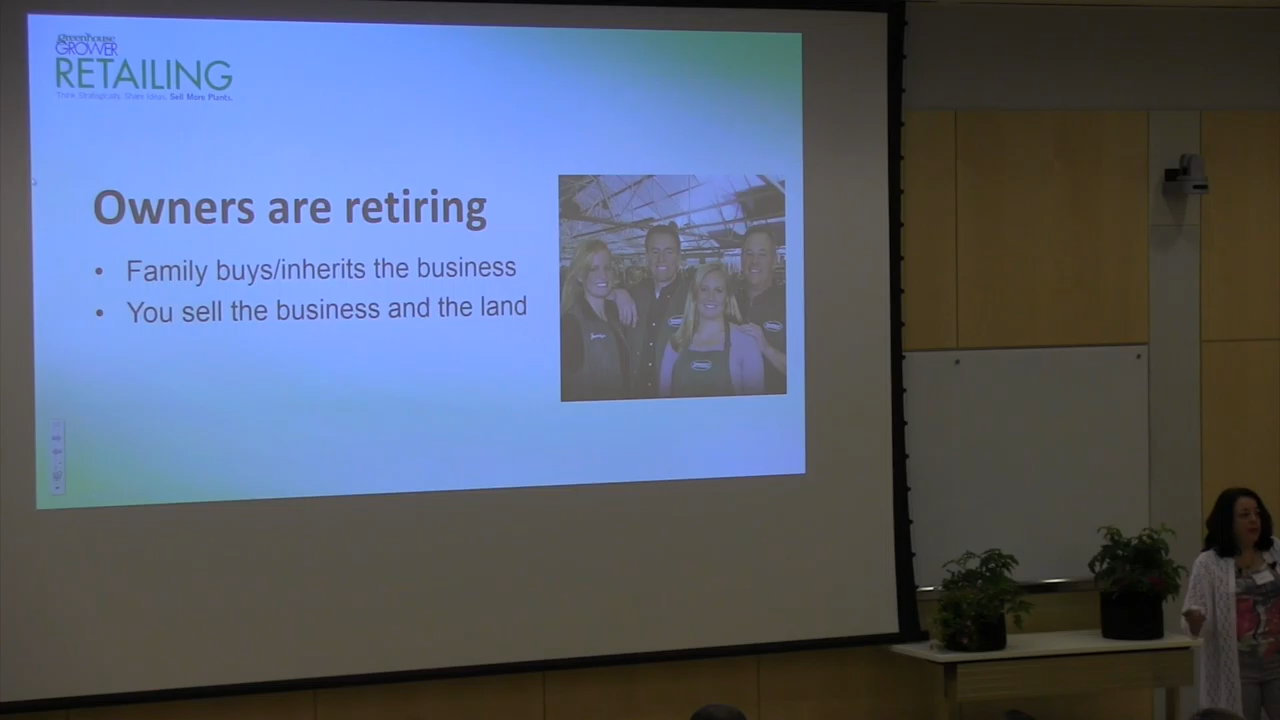 greenhouse
GROWER
RETAILING
Think Strategically. Share Ideas. Sell More Plants.
Owners are retiring
• Family buys/inherits the business
• You sell the business and the land